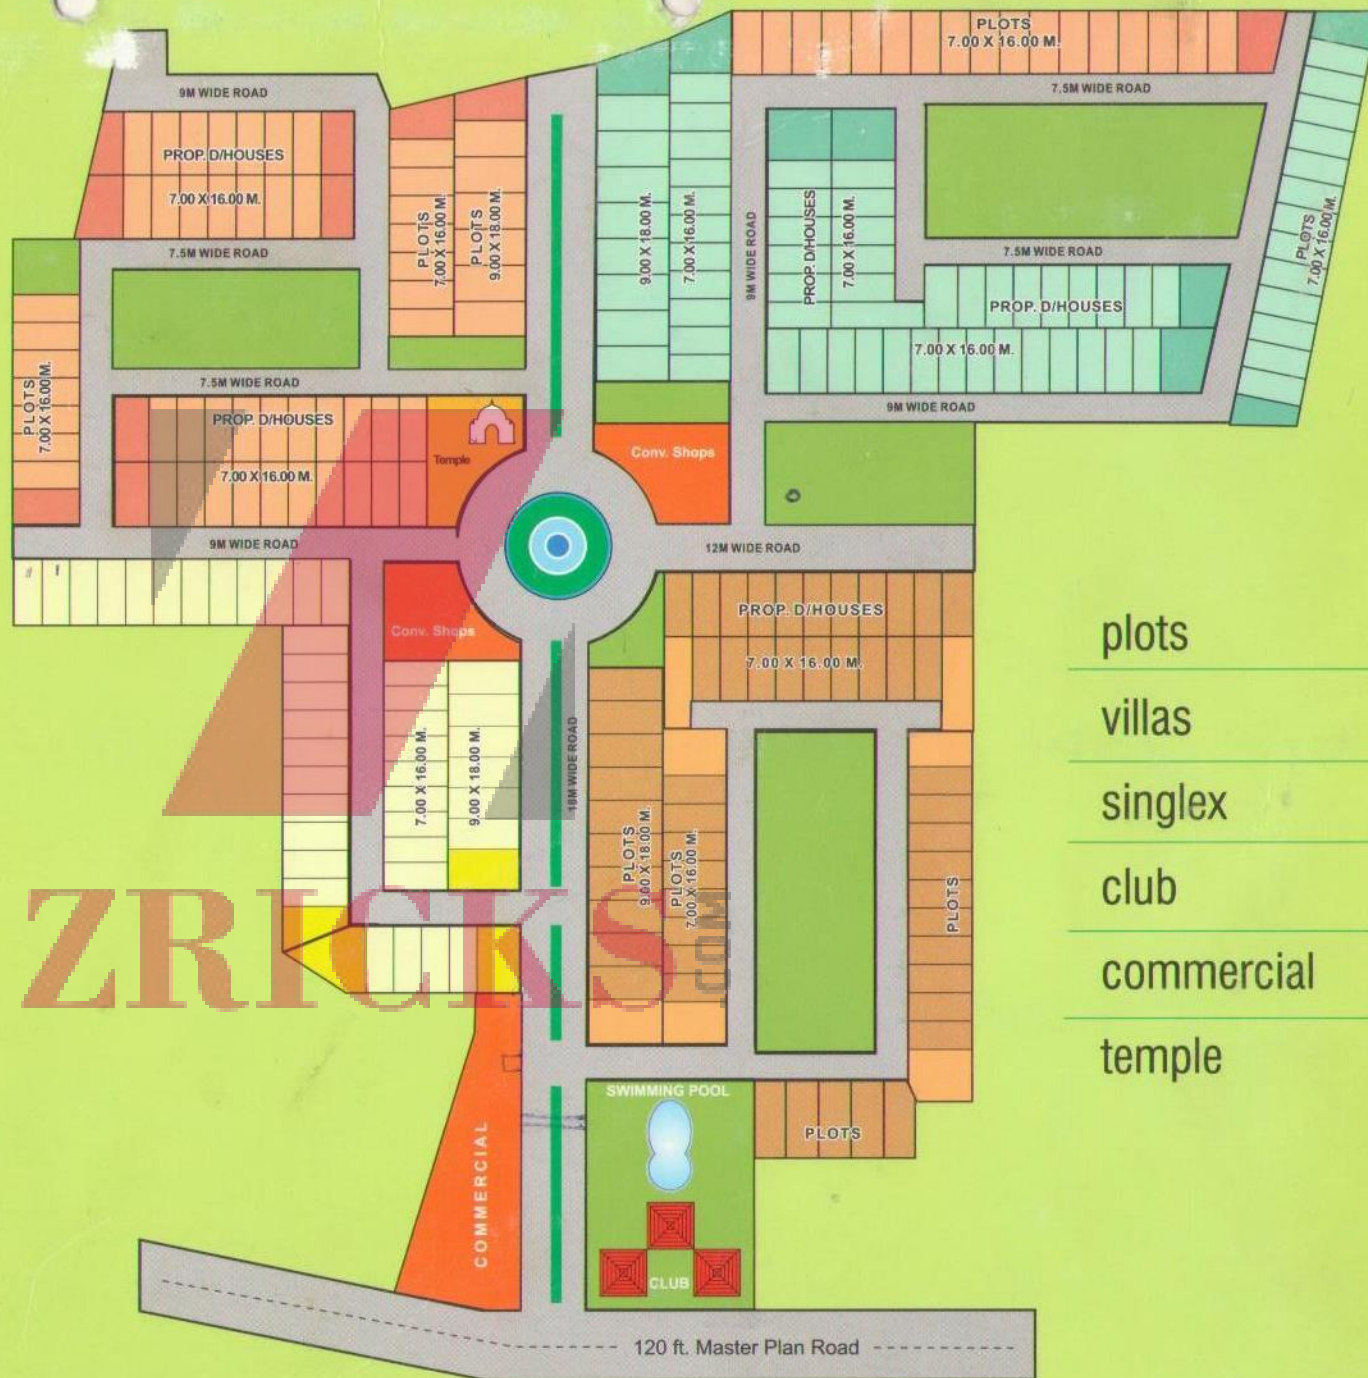 PLOTS
7.00 X 16.00 M.
9M WIDE ROAD
7.5M WIDE ROAD
PROP. D/HOUSES
7.00 X 16.00 M.
PLOTS
7.00 X 16.00 M.
PLOTS
9.00 X 18.00 M.
9.00 X 18.00 M.
7.00 X 16.00 M.
9M WIDE ROAD
PROP. D/HOUSES
7.00 X 16.00 M.
PLOTS
7.00 X 16.00 M.
7.5M WIDE ROAD
7.5M WIDE ROAD
PROP. D/HOUSES
7.00 X 16.00 M.
7.5M WIDE ROAD
9M WIDE ROAD
PLOTS
7.00 X 16.00 M.
PROP. D/HOUSES
7.00 X 16.00 M.
Temple
Conv. Shops
9M WIDE ROAD
12M WIDE ROAD
Conv. Shops
PROP. D/HOUSES
7.00 X 16.00 M.
7.00 X 16.00 M.
9.00 X 18.00 M.
18M WIDE ROAD
PLOTS
9.00 X 18.00 M.
PLOTS
7.00 X 16.00 M.
PLOTS
plots
villas
singlex
club
commercial
temple
ZRICKS
.COM
SWIMMING POOL
PLOTS
COMMERCIAL
CLUB
120 ft. Master Plan Road